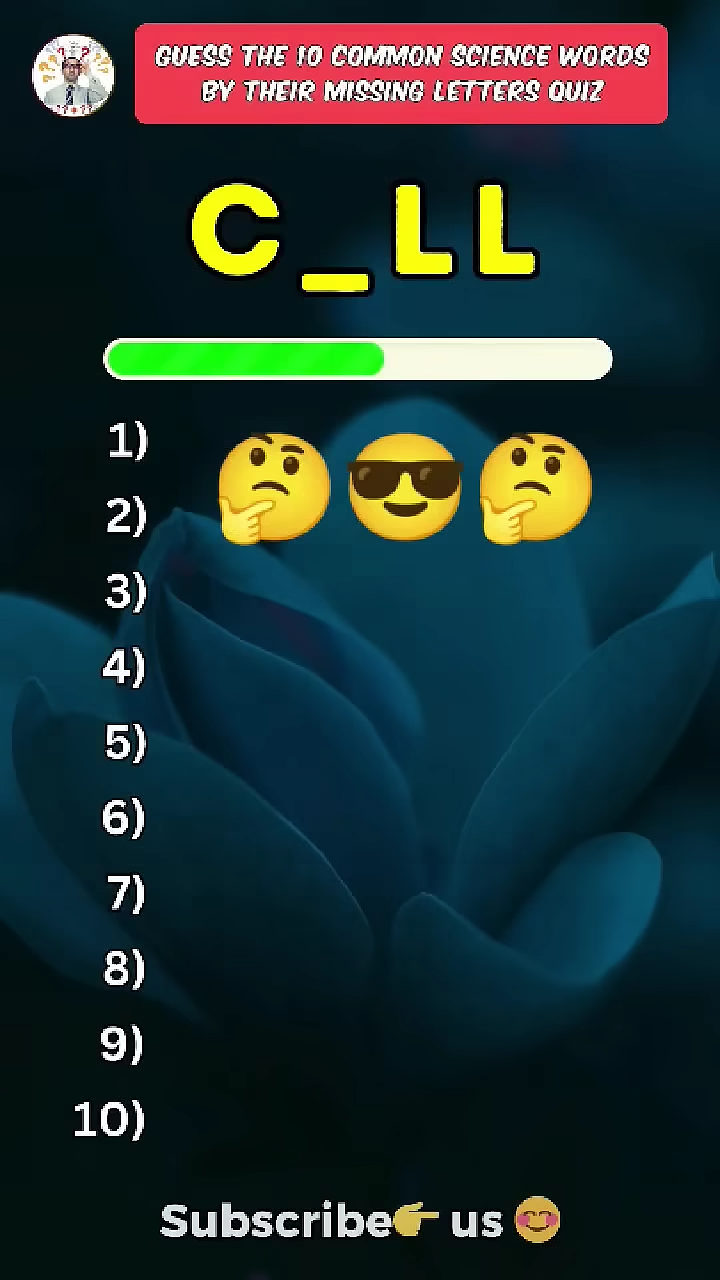 GUESS THE 10 COMMON SCIENCE WORDS
BY THEIR MISSING LETTERS QUIZ
C_LL
1)
2)
3)
4)
5)
6)
7)
8)
9)
10)
Subscribe👉 us 😊